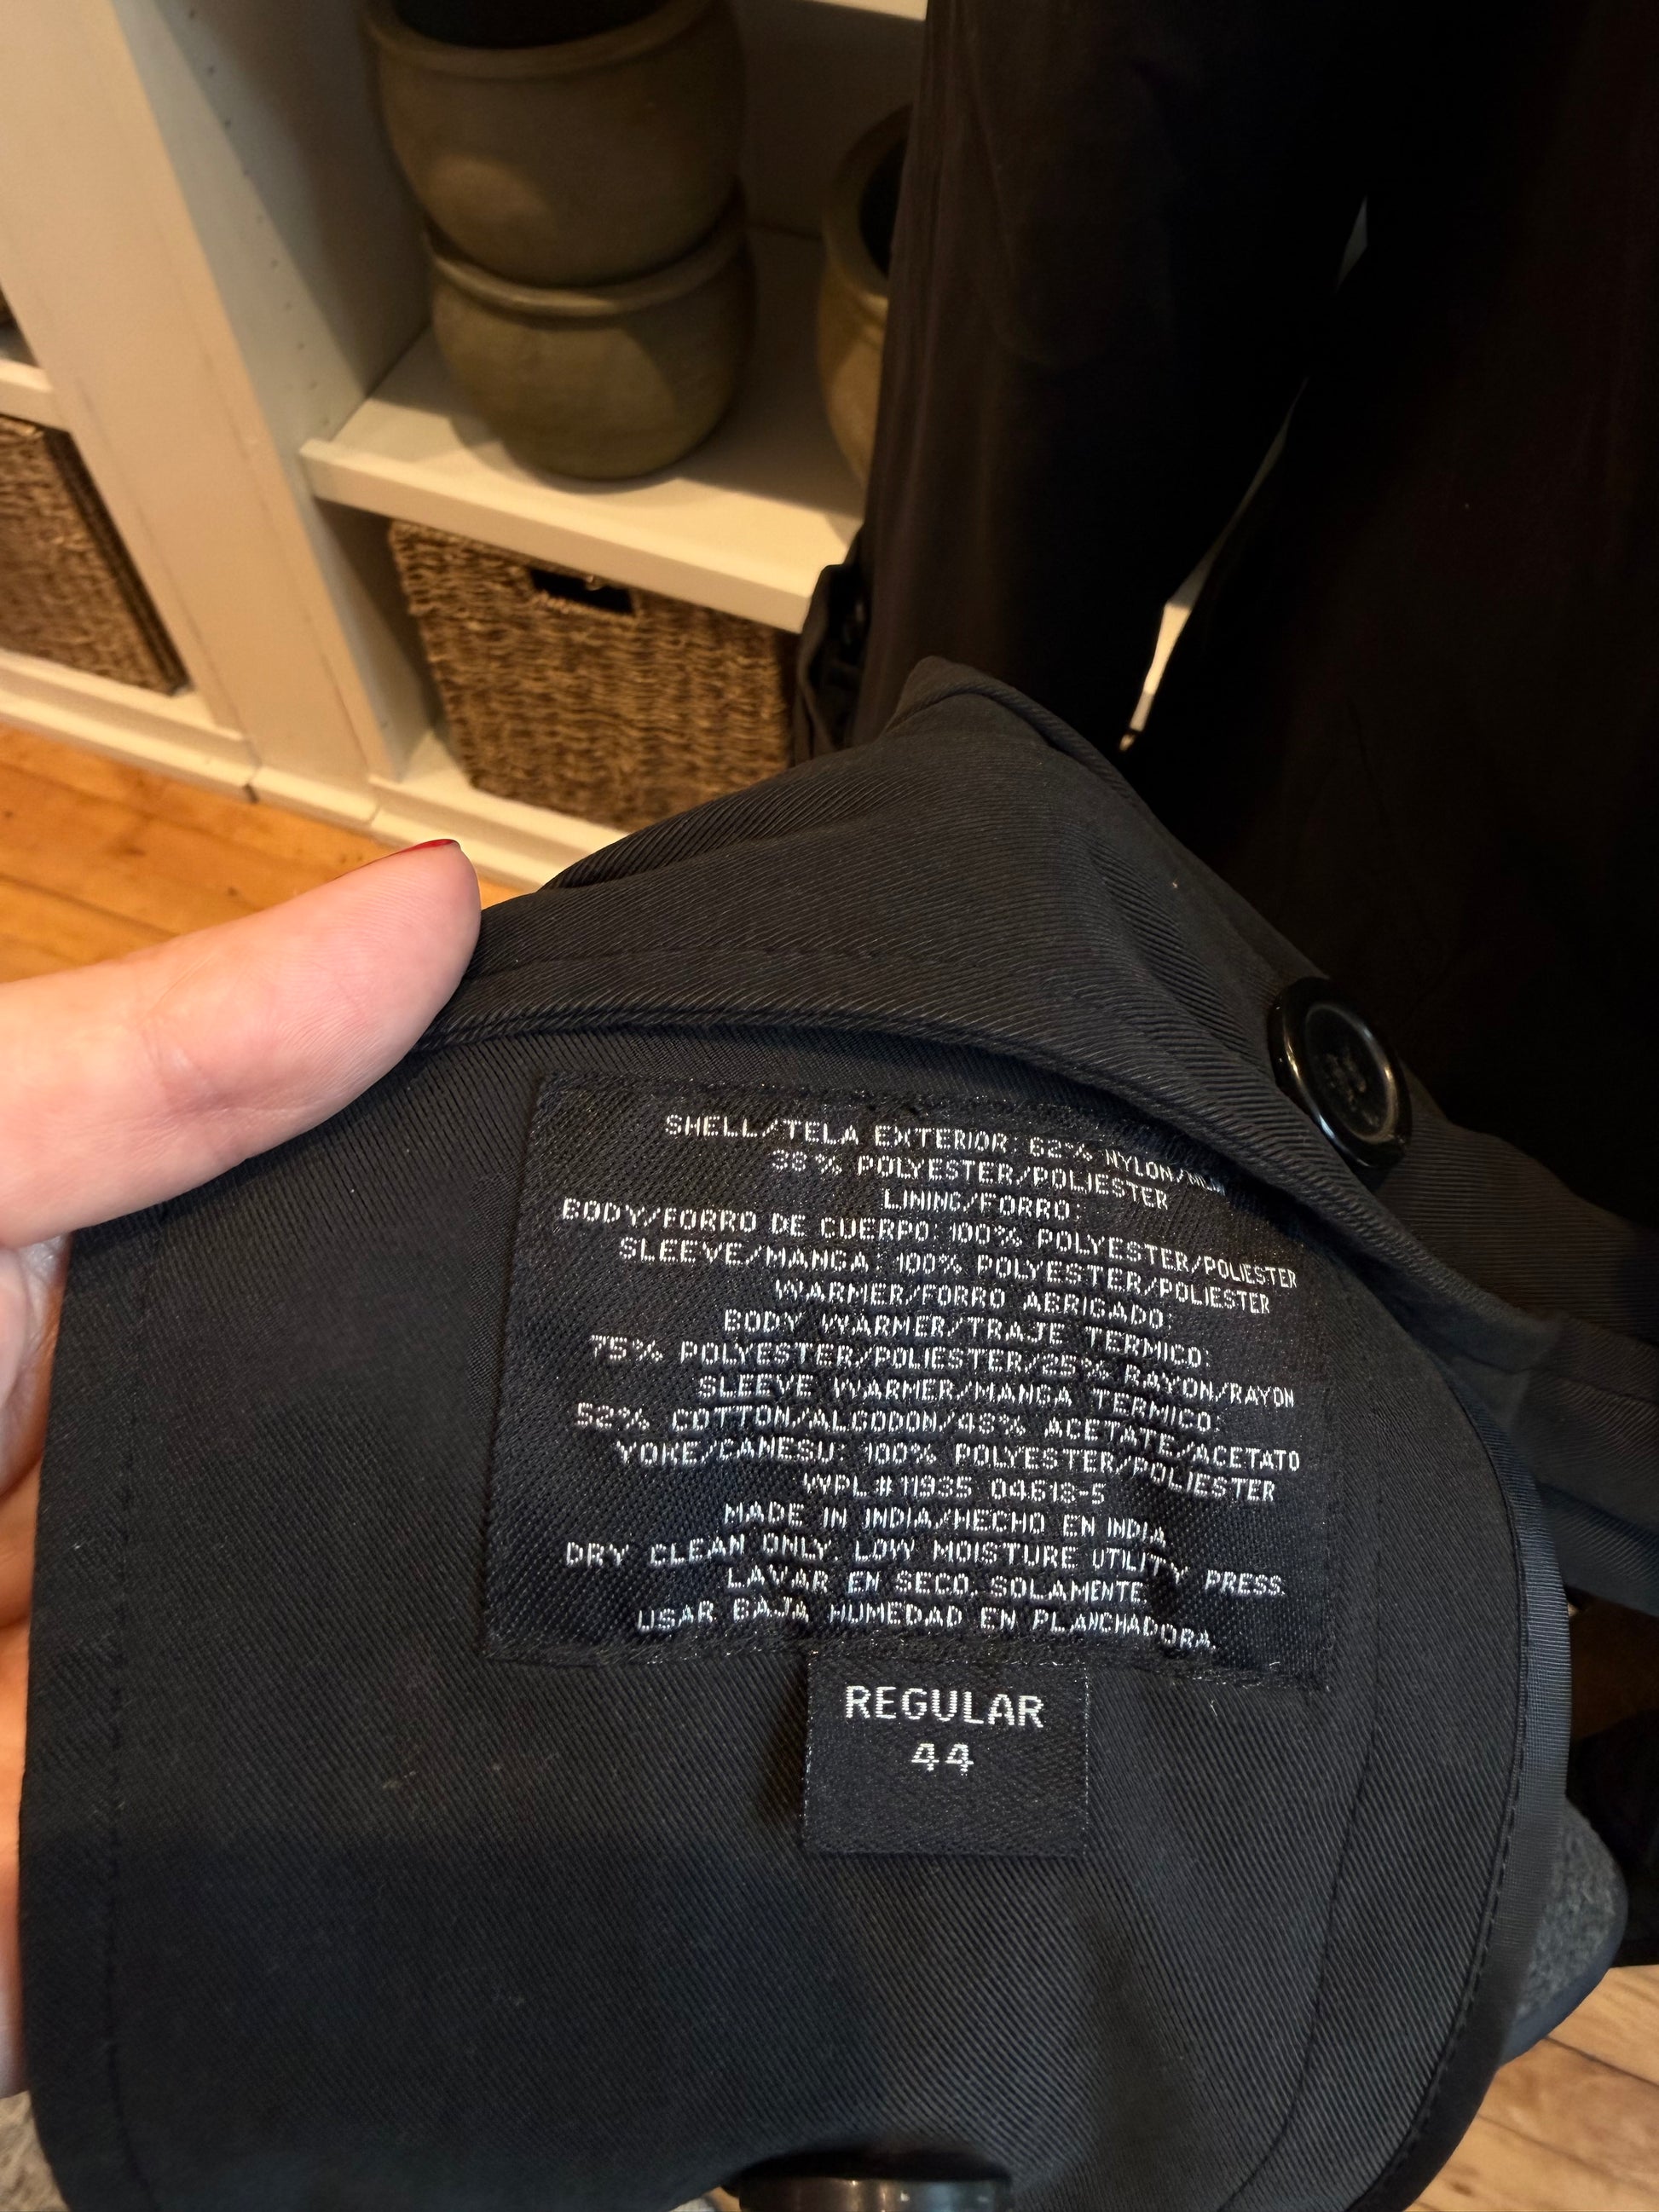 SHELL/TELA EXTERIOR: 62% NYLON/
38% POLYESTER/POLIESTER
LINING/FORRO:
BODY/FORRO DE CUERPO: 100% POLYESTER/POLIESTER
SLEEVE/MANGA: 100% POLYESTER/POLIESTER
WARMER/FORRO ABRIGADO:
BODY WARMER/TRAJE TERMICO:
75% POLYESTER/POLIESTER/25% RAYON/RAYON
SLEEVE WARMER/MANGA TERMICO:
52% COTTON/ALGODON/48% ACETATE/ACETATO
YOKE/CANESU: 100% POLYESTER/POLIESTER
WPL#11935 04613-5
MADE IN INDIA/HECHO EN INDIA
DRY CLEAN ONLY. LOW MOISTURE UTILITY PRESS.
LAVAR EN SECO. SOLAMENTE
USAR BAJA HUMEDAD EN PLANCHADORA.
REGULAR
44